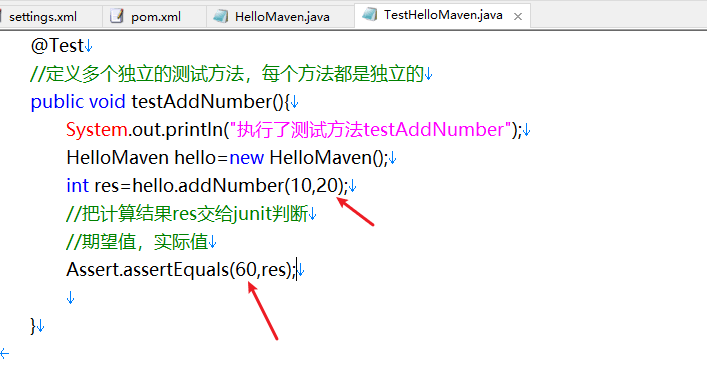 settings.xml pom.xml HelloMaven.java TestHelloMaven.java
@Test
//定义多个独立的测试方法，每个方法都是独立的
public void testAddNumber(){
System.out.println("执行了测试方法testAddNumber");
HelloMaven hello=new HelloMaven();
int res=hello.addNumber(10,20);
//把计算结果res交给junit判断
//期望值，实际值
Assert.assertEquals(60,res);
}